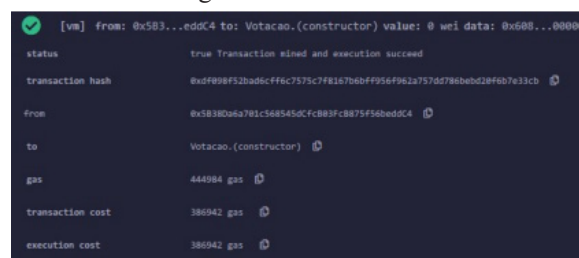 [vm] from: 0x583...eddC4 to: Votacao.(constructor) value: 0 wei data: 0x608...0000
status true Transaction mined and execution succeed
transaction hash 0xdf098f52bad6cff6c7575c7f8167b6bff956f962a757dd786bebd20f6b7e33cb
from 0x5B38Da6a701c568545dCfcB03FcB875f56beddC4
to Votacao.(constructor)
gas 444984 gas
transaction cost 386942 gas
execution cost 386942 gas